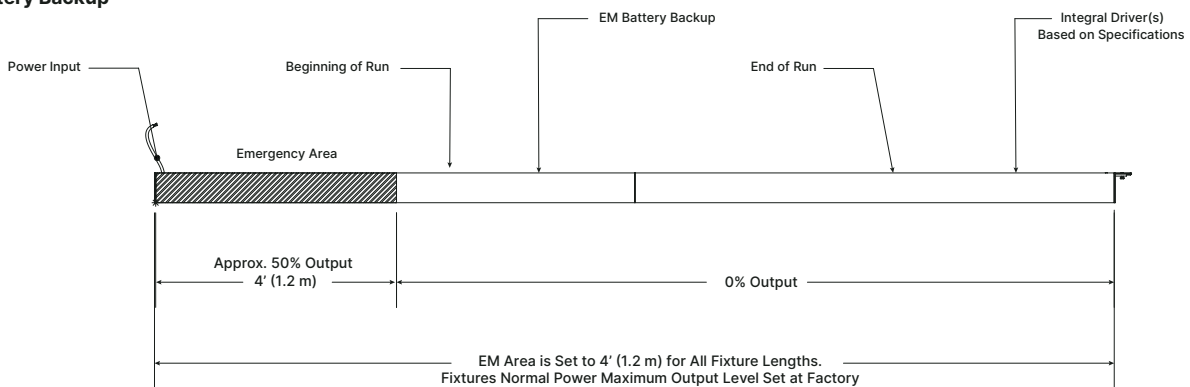 tery Backup
EM Battery Backup
Integral Driver(s)
Based on Specifications
Power Input
Beginning of Run
End of Run
Emergency Area
Approx. 50% Output
4’ (1.2 m)
0% Output
EM Area is Set to 4’ (1.2 m) for All Fixture Lengths.
Fixtures Normal Power Maximum Output Level Set at Factory